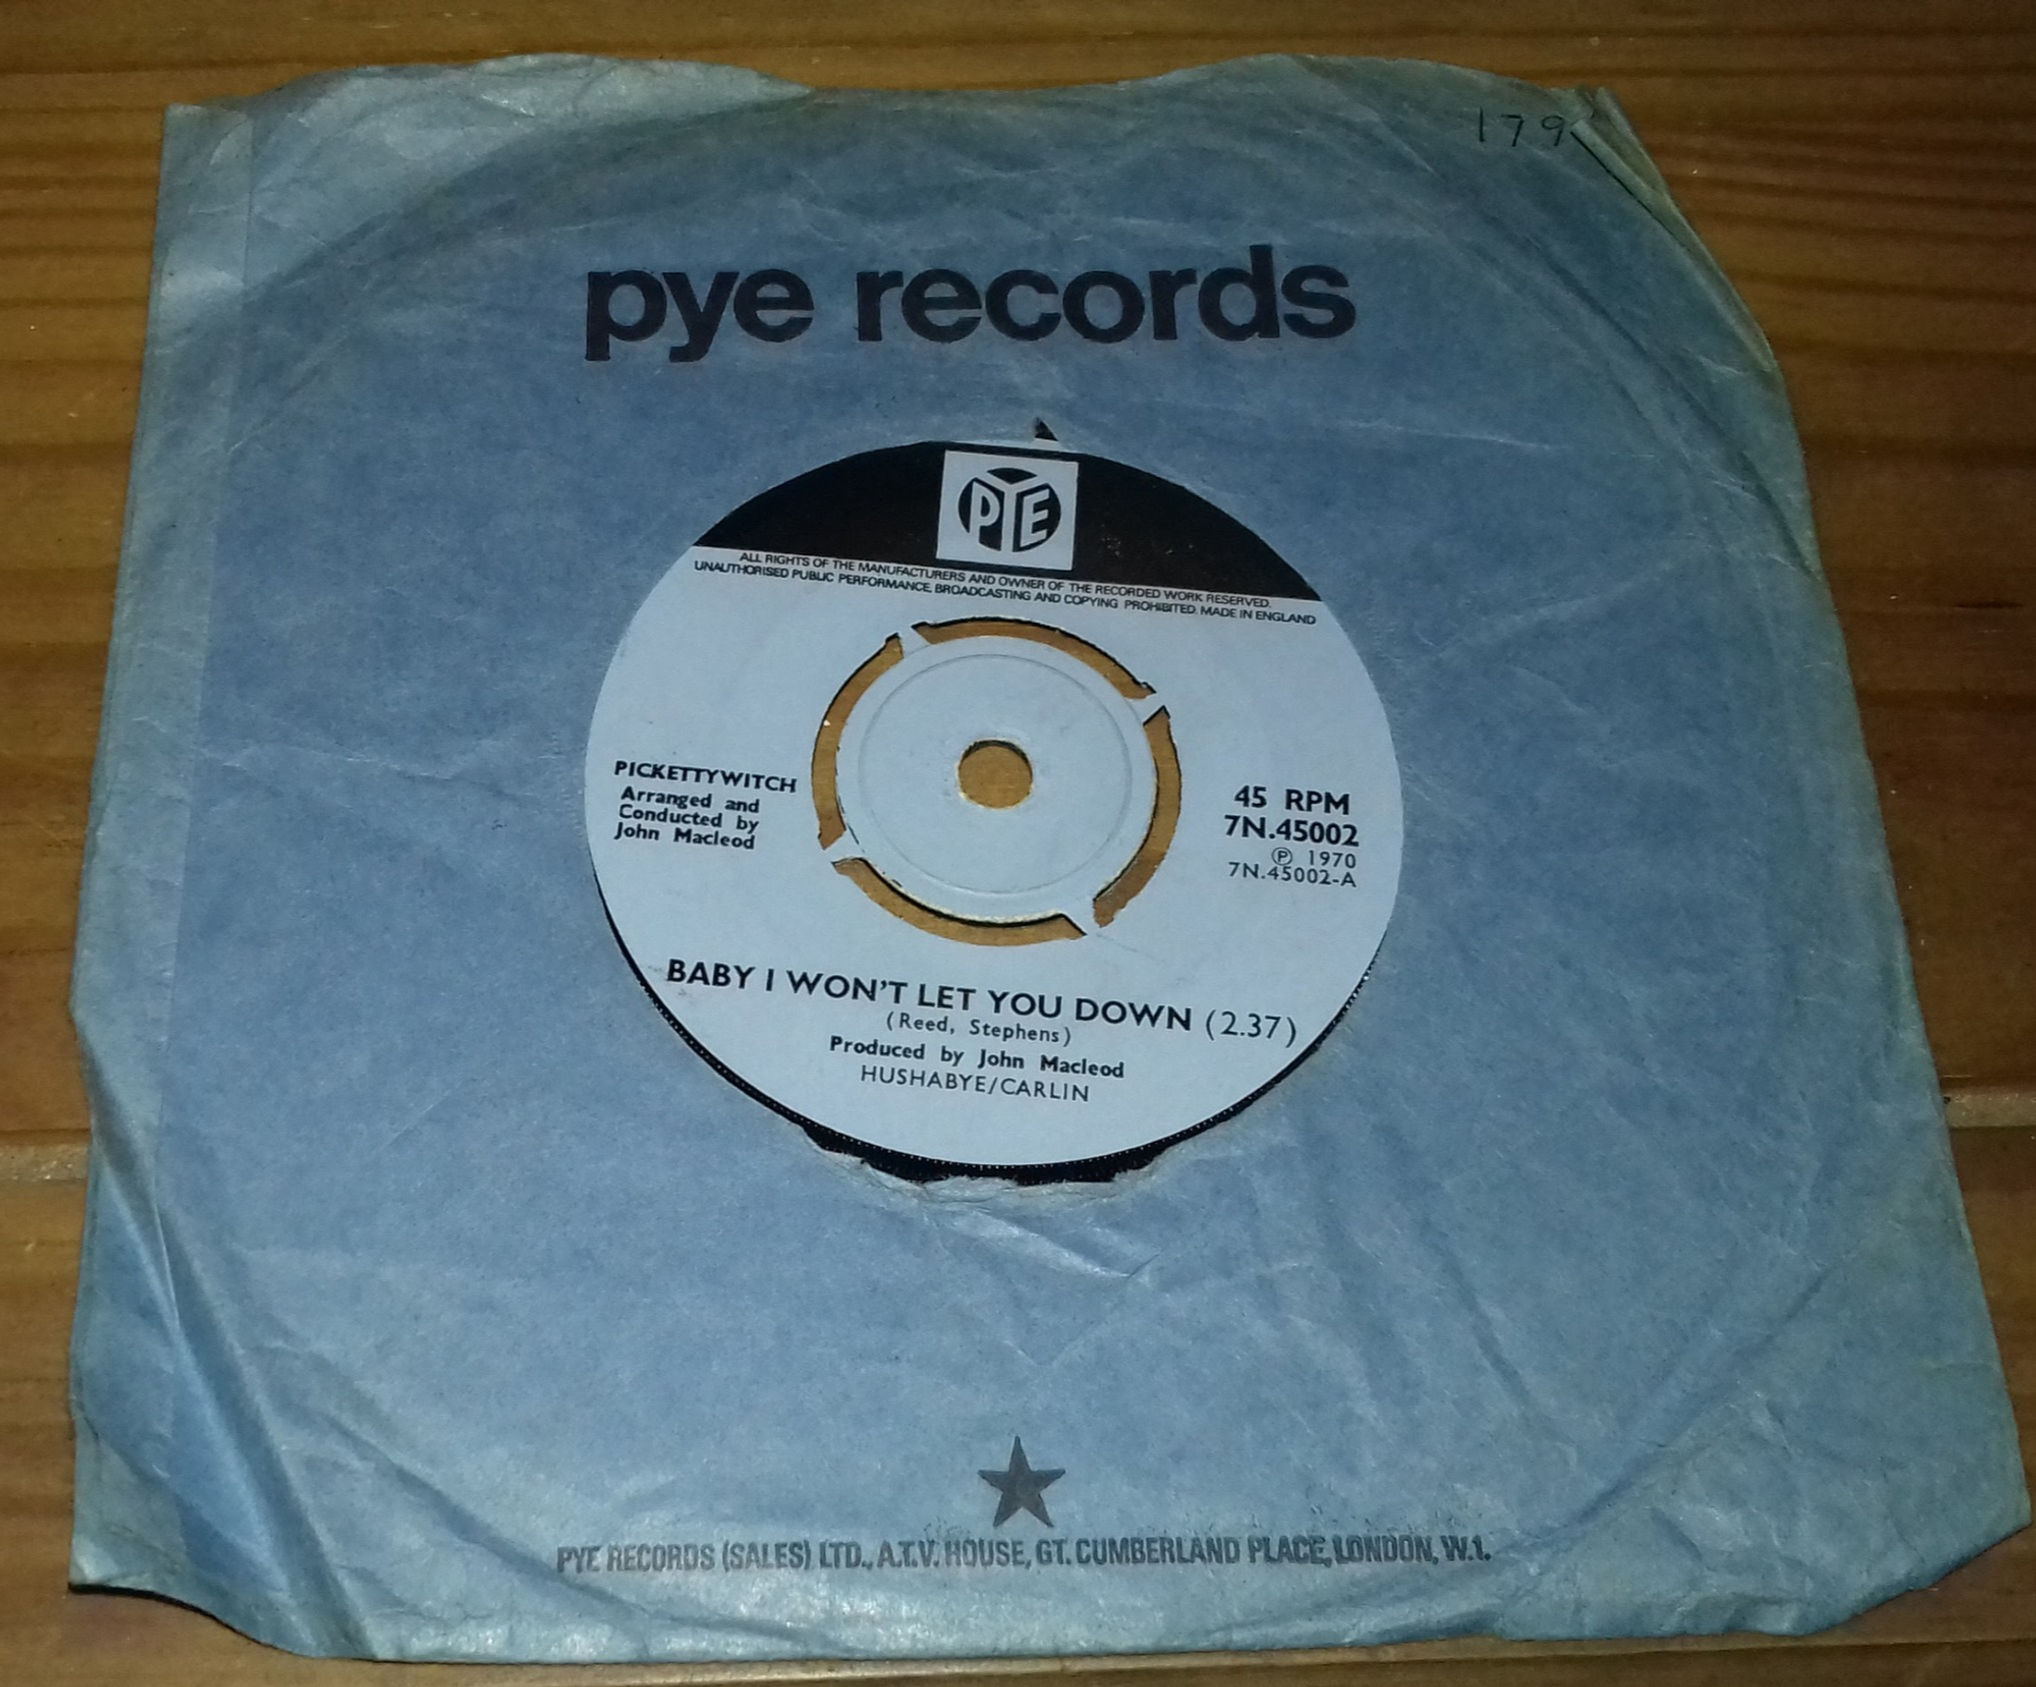 179
pye records
PYE
ALL RIGHTS OF THE MANUFACTURERS AND OWNER OF THE RECORDED WORK RESERVED.
UNAUTHORISED PUBLIC PERFORMANCE, BROADCASTING AND COPYING PROHIBITED. MADE IN ENGLAND
PICKETTYWITCH
Arranged and
Conducted by
John Macleod
45 RPM
7N.45002
℗ 1970
7N.45002-A
BABY I WON'T LET YOU DOWN (2.37)
(Reed, Stephens)
Produced by John Macleod
HUSHABYE/CARLIN
PYE RECORDS (SALES) LTD., A.T.V. HOUSE, GT. CUMBERLAND PLACE, LONDON, W.1.